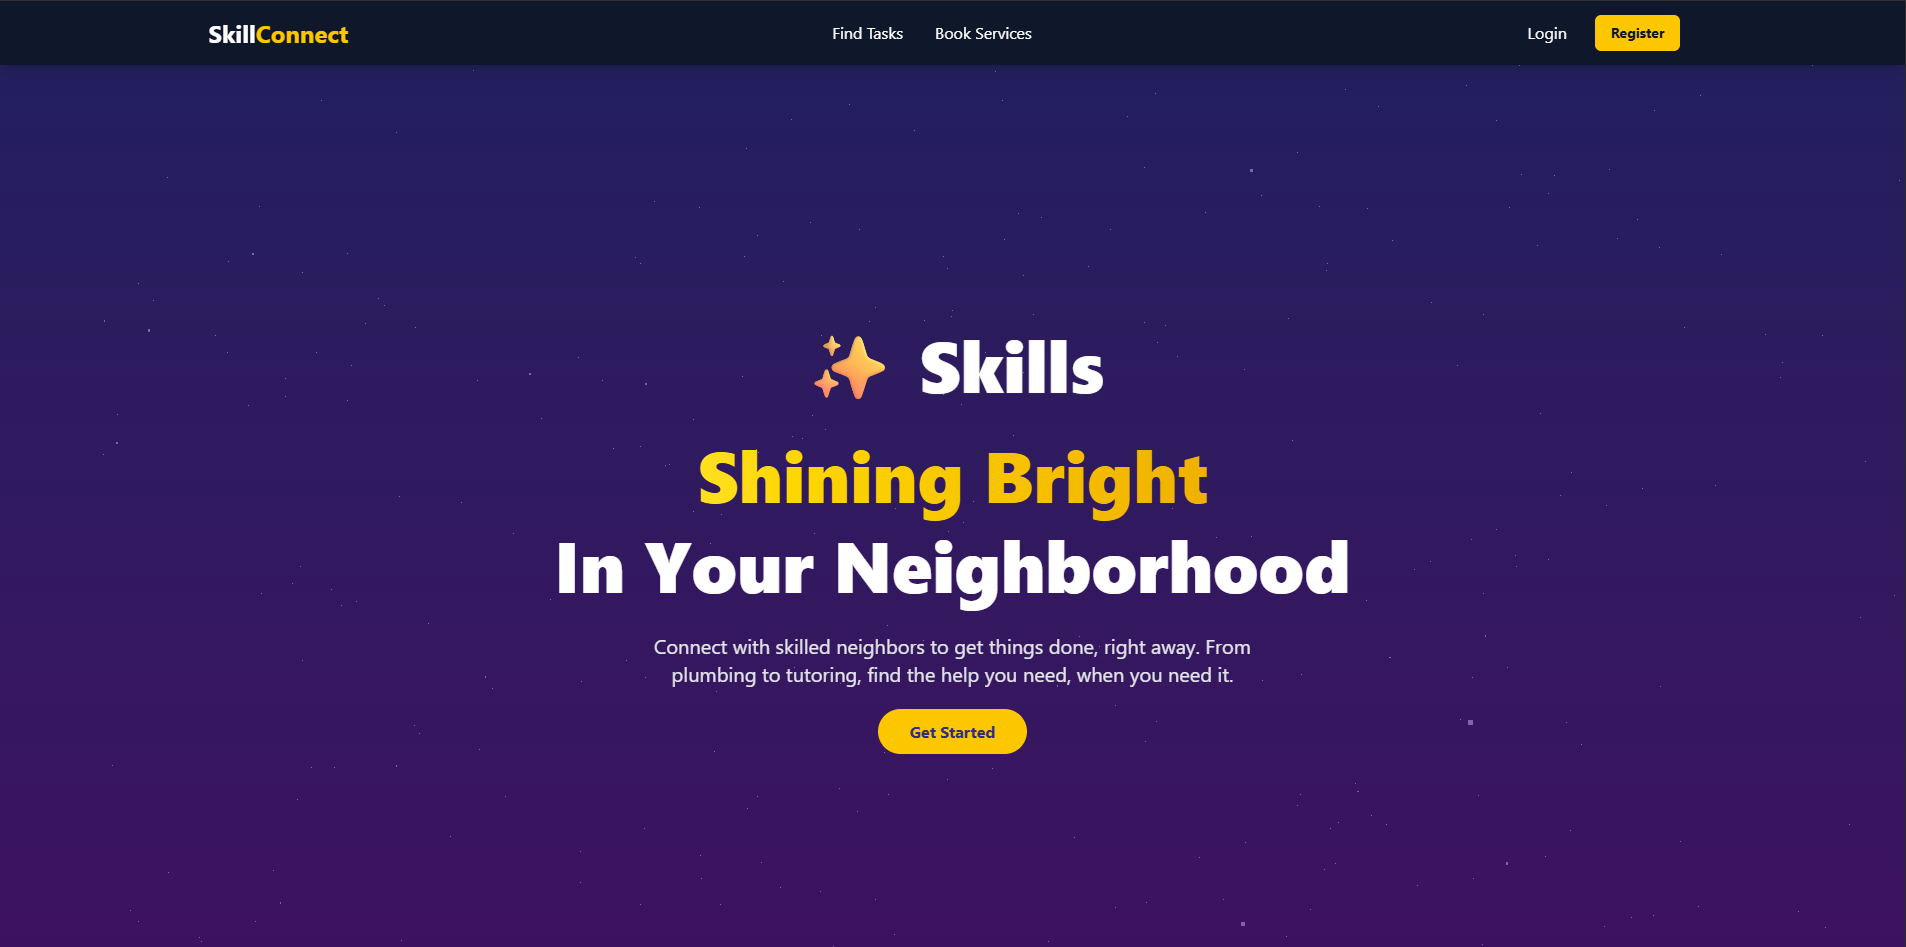 SkillConnect
Find Tasks
Book Services
Login
Register
✨ Skills
Shining Bright
In Your Neighborhood
Connect with skilled neighbors to get things done, right away. From
plumbing to tutoring, find the help you need, when you need it.
Get Started